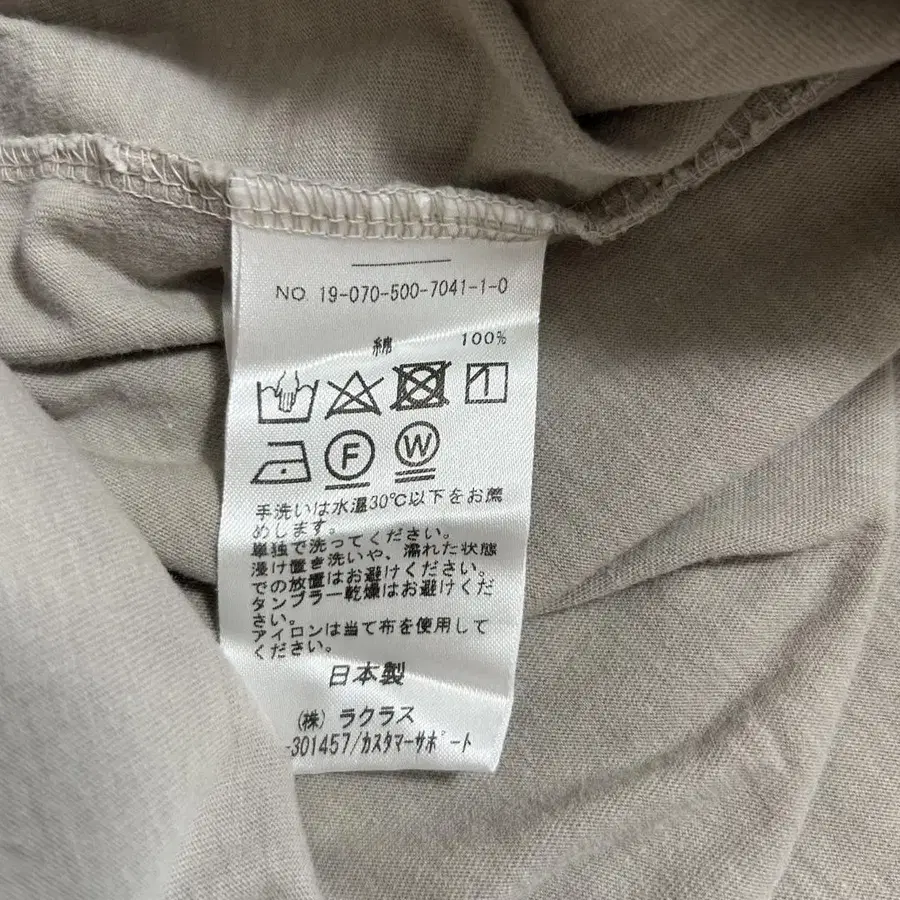 NO 19-070-500-7041-1-0
綿 100%
F W
手洗いは水温30℃以下をお薦
めします。
単独で洗ってください。
浸け置き洗いや、濡れた状態
での放置はお避けください。
タンブラー乾燥はお避けくだ
さい。
アイロンは当て布を使用して
ください。
日本製
(株) ラクラス
-301457/カスタマーサポート